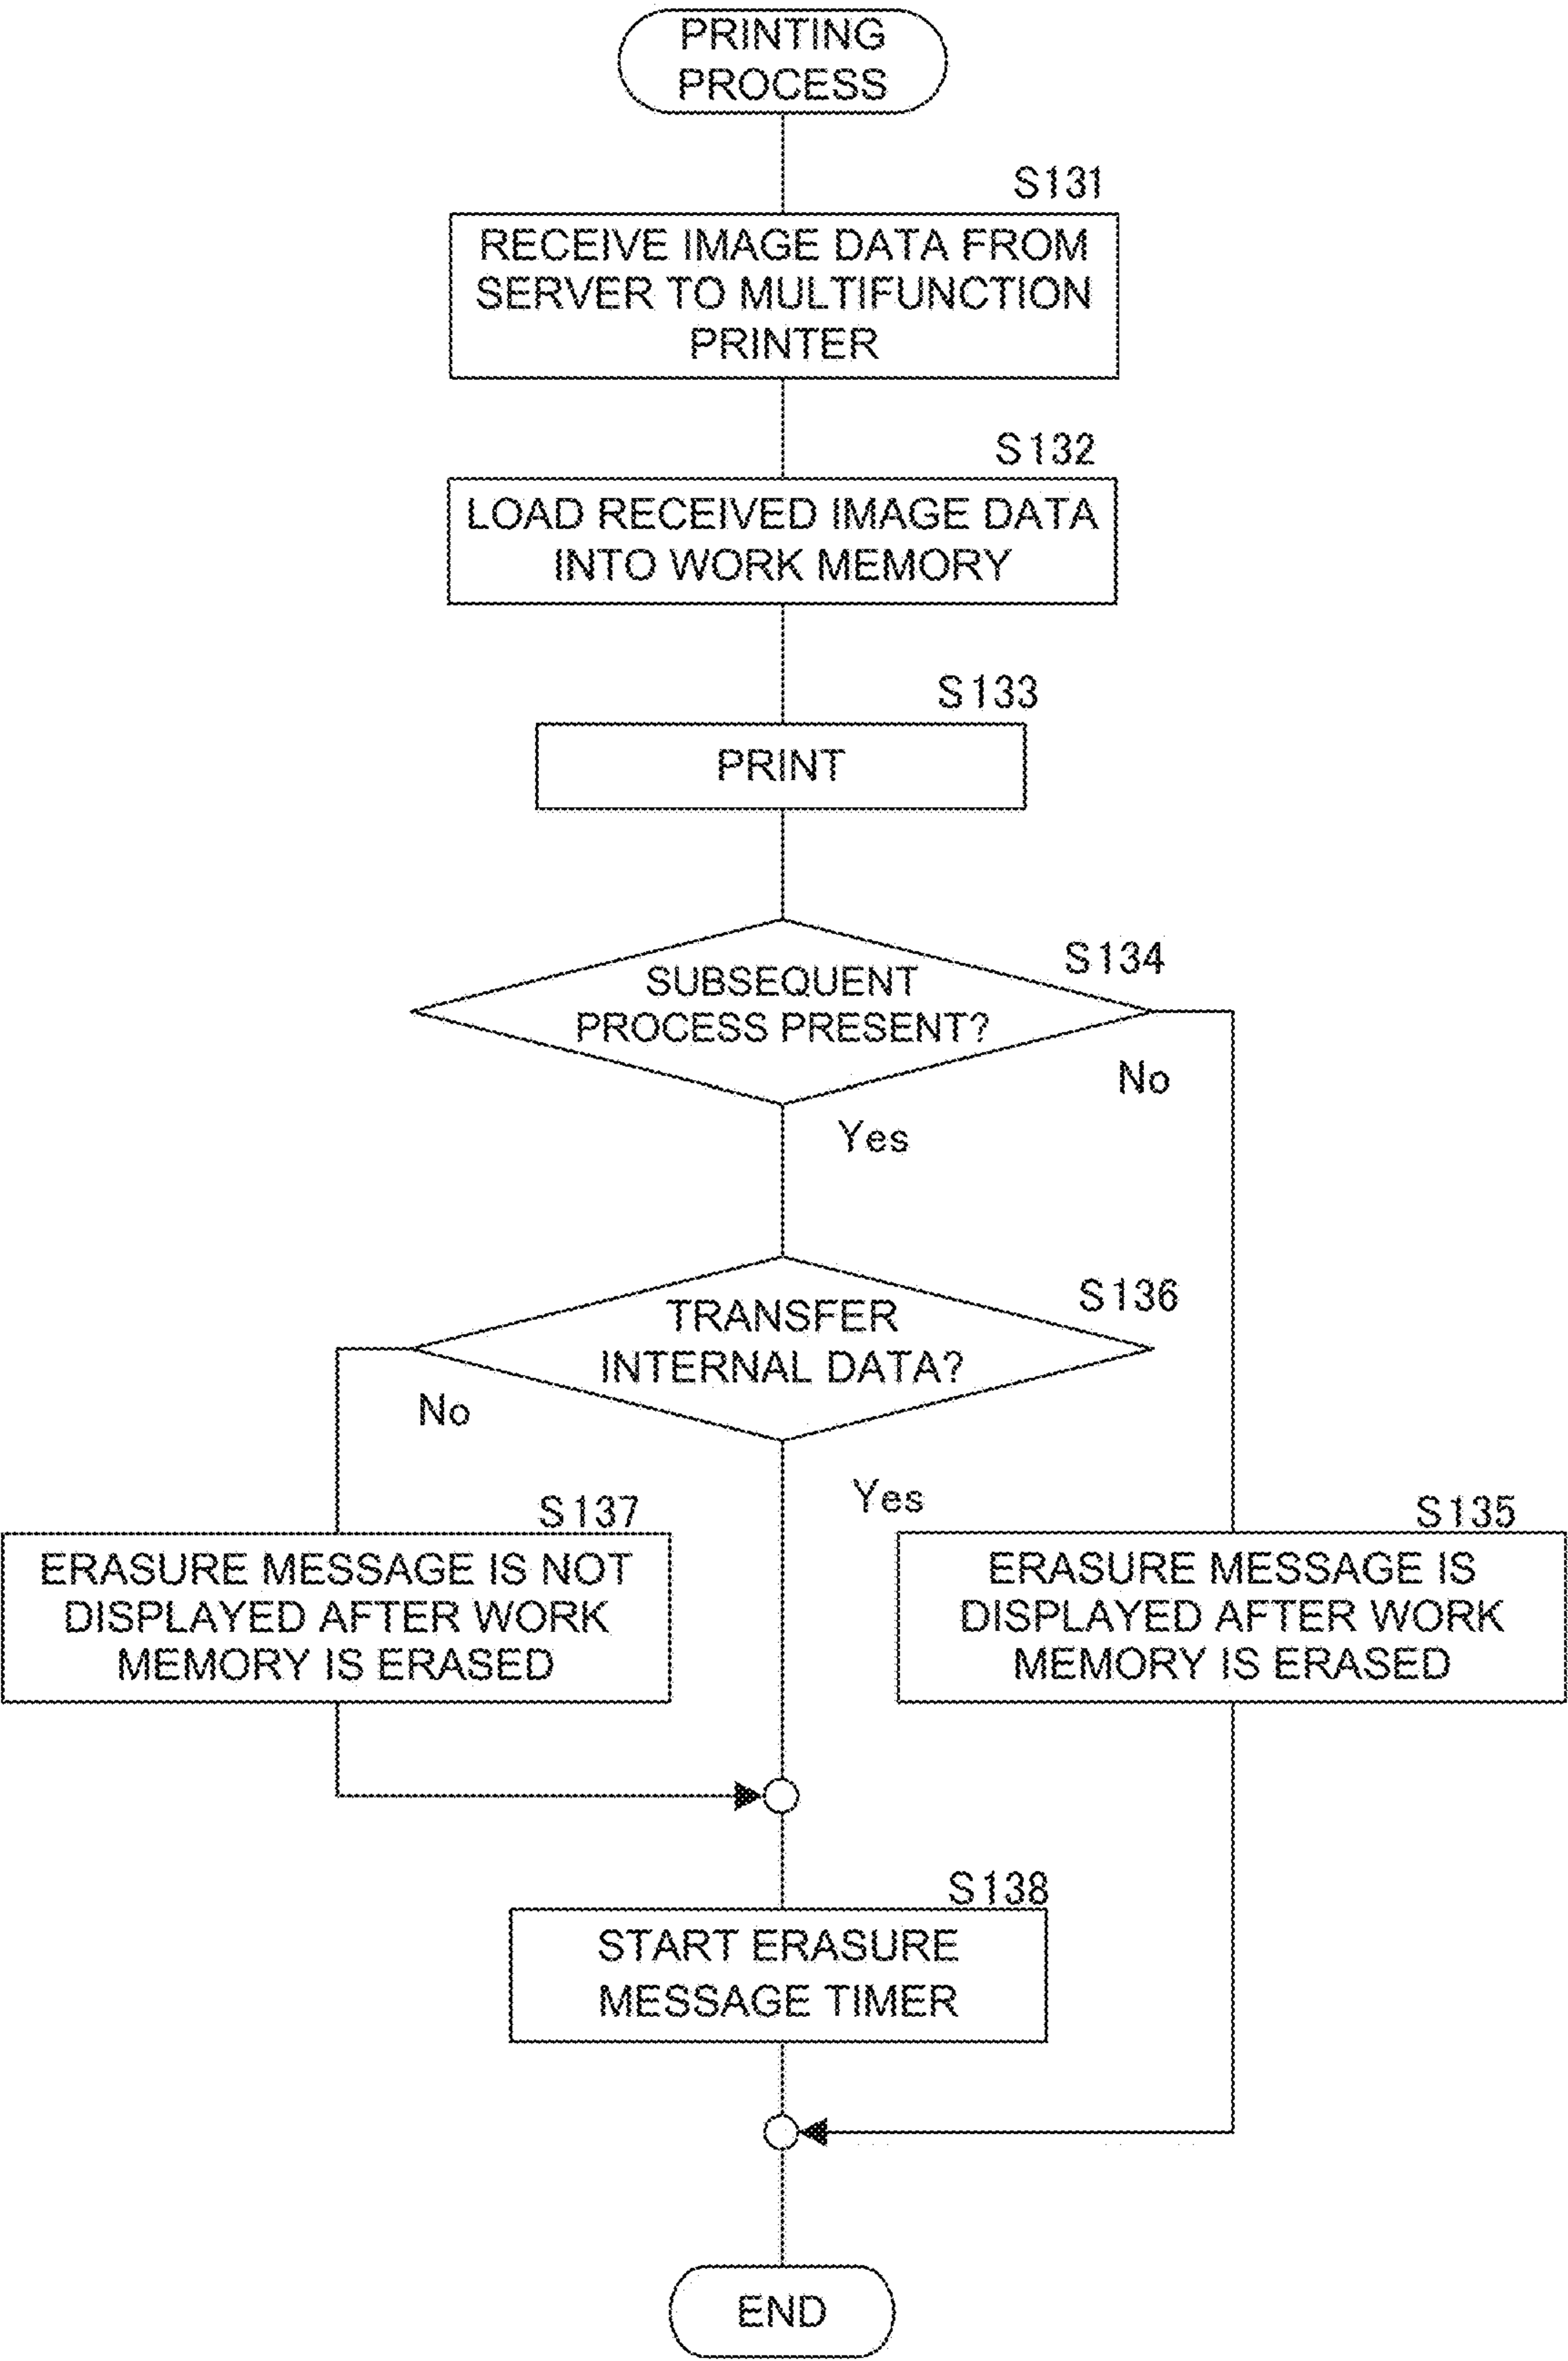 PRINTING
PROCESS
S131
RECEIVE IMAGE DATA FROM
SERVER TO MULTIFUNCTION
PRINTER
S132
LOAD RECEIVED IMAGE DATA
INTO WORK MEMORY
S133
PRINT
S134
SUBSEQUENT
PROCESS PRESENT?
No
Yes
S136
TRANSFER
INTERNAL DATA?
No
Yes
S137
ERASURE MESSAGE IS NOT
DISPLAYED AFTER WORK
MEMORY IS ERASED
S135
ERASURE MESSAGE IS
DISPLAYED AFTER WORK
MEMORY IS ERASED
S138
START ERASURE
MESSAGE TIMER
END